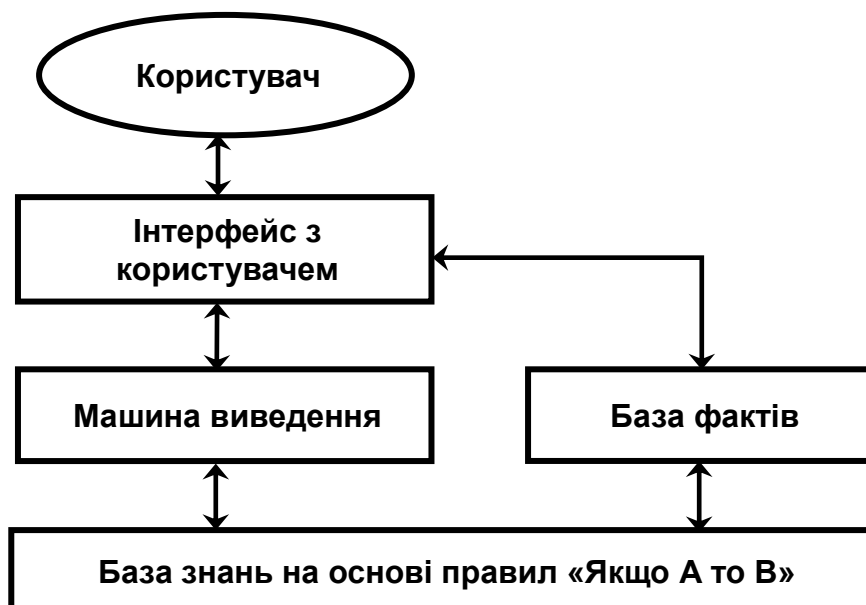 Користувач
Інтерфейс з
користувачем
Машина виведення
База фактів
База знань на основі правил «Якщо А то В»